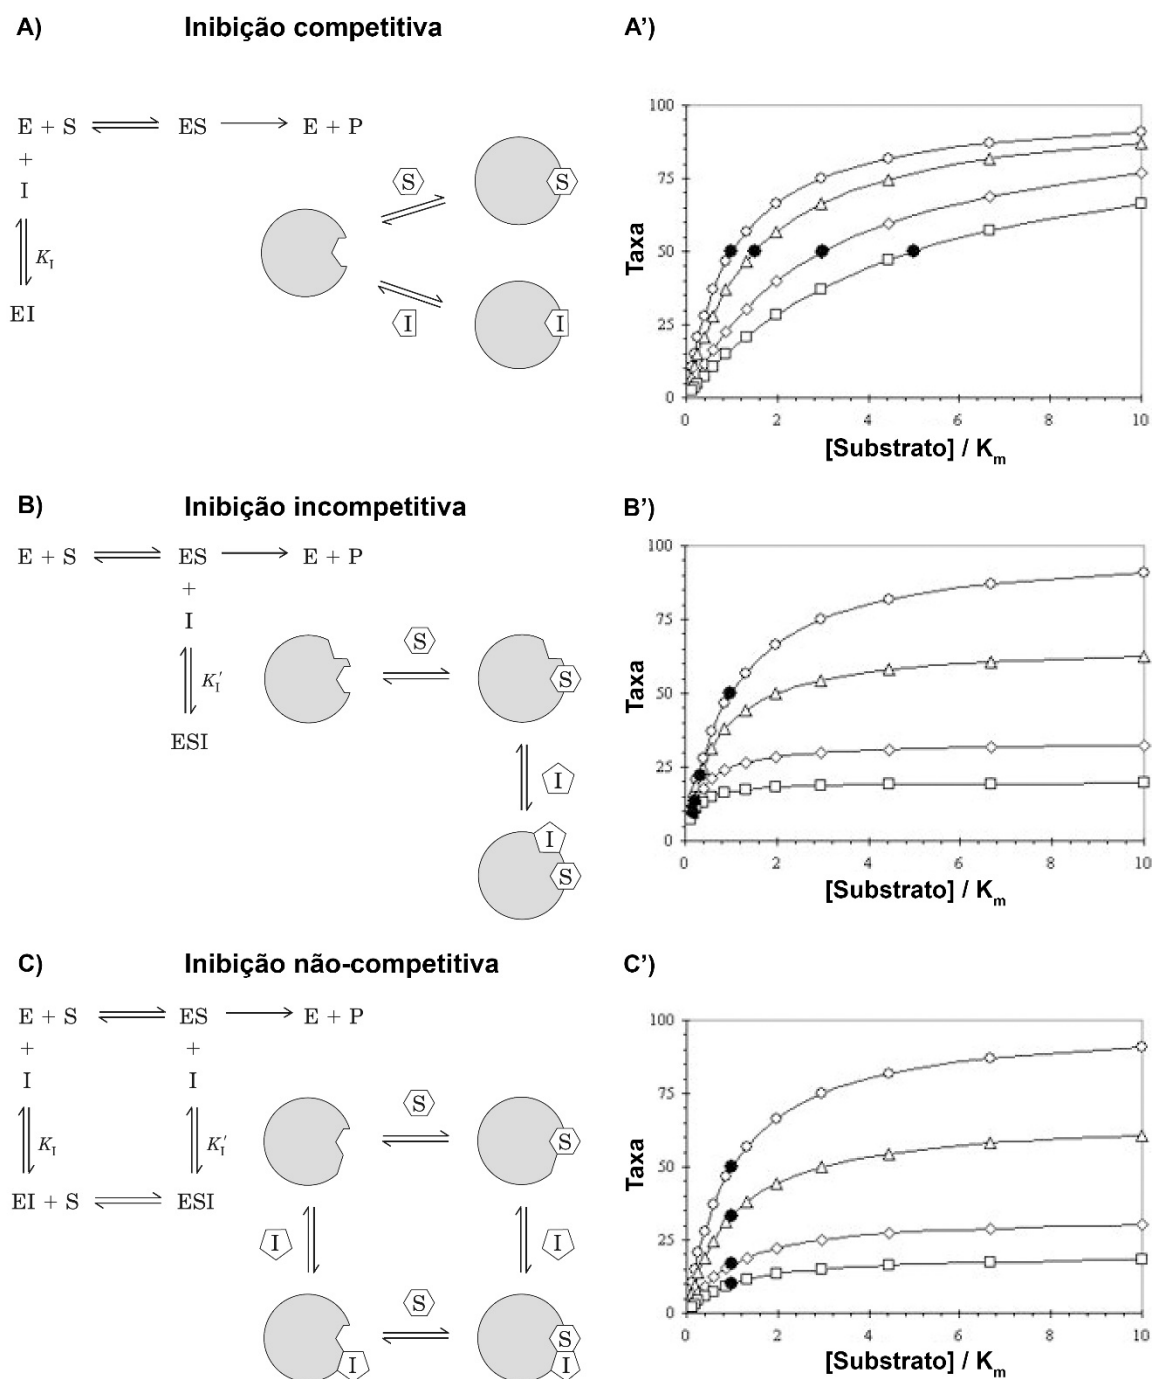 A) Inibição competitiva
E + S ES E + P
+
I
K_I
EI
S
S
I
I
A')
Taxa
100
75
50
25
0
0 2 4 6 8 10
[Substrato] / K_m
B) Inibição incompetitiva
E + S ES E + P
+
I
K'_I
ESI
S
S
I
I
S
B')
Taxa
100
75
50
25
0
0 2 4 6 8 10
[Substrato] / K_m
C) Inibição não-competitiva
E + S ES E + P
+ +
I I
K_I K'_I
EI + S ESI
S
S
I I
S
I
S
I
C')
Taxa
100
75
50
25
0
0 2 4 6 8 10
[Substrato] / K_m